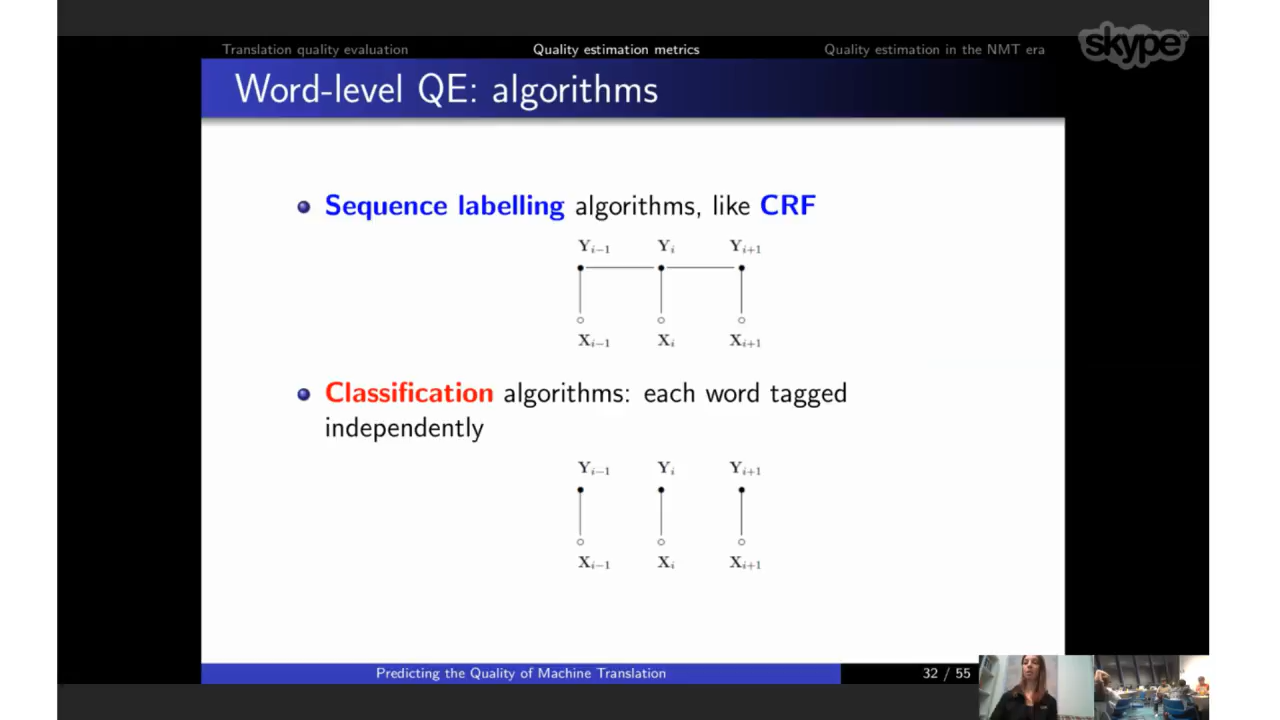 Translation quality evaluation Quality estimation metrics Quality estimation in the NMT era
skype™
Word-level QE: algorithms
Sequence labelling algorithms, like CRF
Y_{i−1} Y_i Y_{i+1}
X_{i−1} X_i X_{i+1}
Classification algorithms: each word tagged
independently
Y_{i−1} Y_i Y_{i+1}
X_{i−1} X_i X_{i+1}
Predicting the Quality of Machine Translation 32 / 55